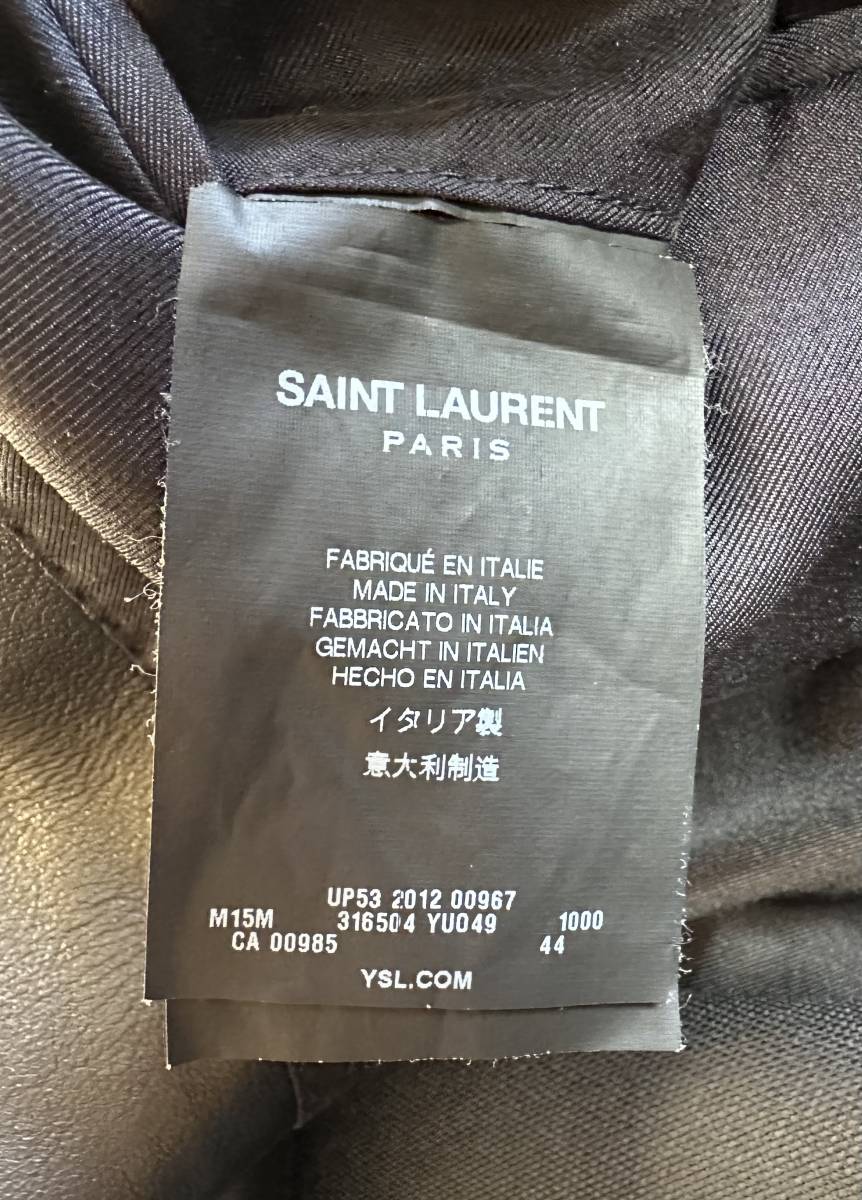 SAINT LAURENT
PARIS
FABRIQUÉ EN ITALIE
MADE IN ITALY
FABBRICATO IN ITALIA
GEMACHT IN ITALIEN
HECHO EN ITALIA
イタリア製
意大利制造
UP53 2012 00967
M15M 316504 YU049 1000
CA 00985 44
YSL.COM